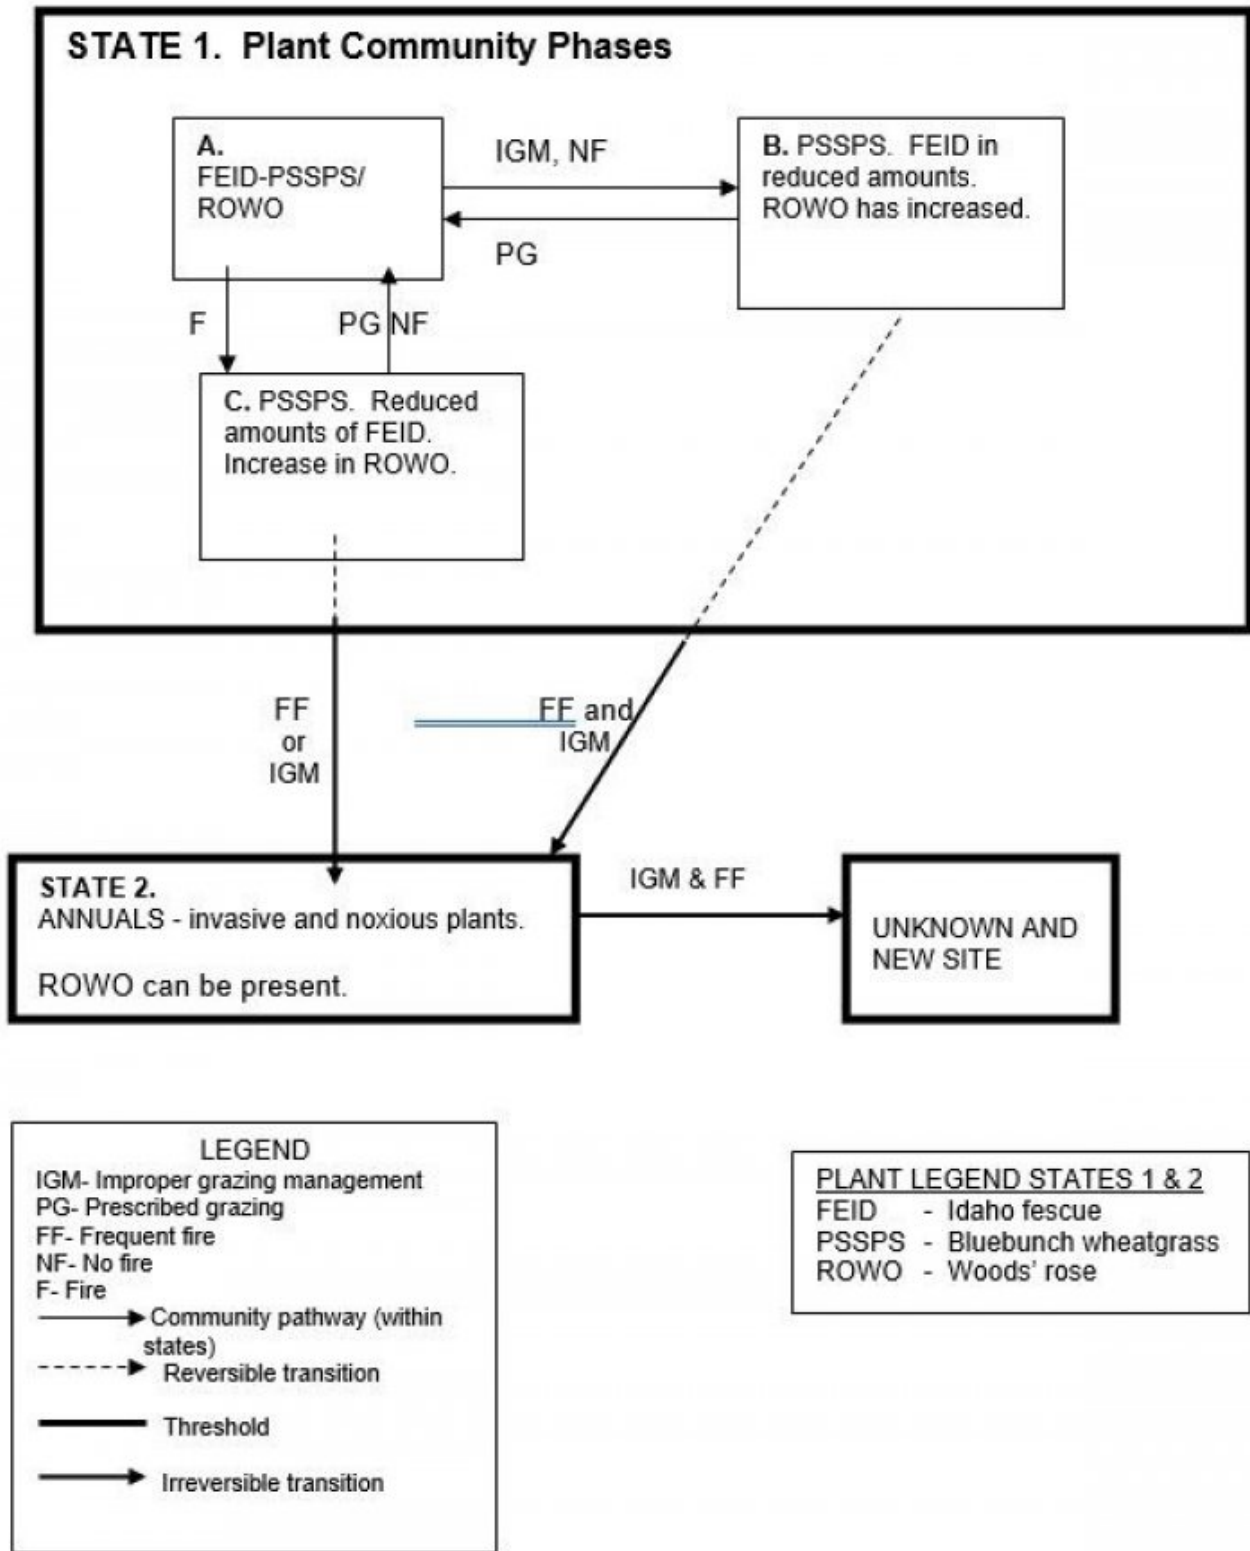 STATE 1.  Plant Community Phases
A.
FEID-PSSPS/
ROWO
IGM, NF
PG
B. PSSPS.  FEID in
reduced amounts.
ROWO has increased.
F
PG NF
C. PSSPS.  Reduced
amounts of FEID.
Increase in ROWO.
FF
or
IGM
FF and
IGM
STATE 2.
ANNUALS - invasive and noxious plants.
ROWO can be present.
IGM & FF
UNKNOWN AND
NEW SITE
LEGEND
IGM- Improper grazing management
PG- Prescribed grazing
FF- Frequent fire
NF- No fire
F- Fire
Community pathway (within
states)
Reversible transition
Threshold
Irreversible transition
PLANT LEGEND STATES 1 & 2
FEID - Idaho fescue
PSSPS - Bluebunch wheatgrass
ROWO - Woods' rose